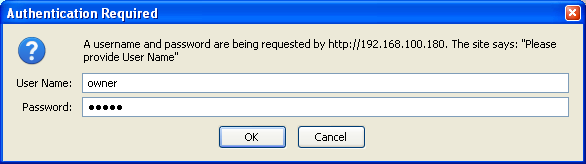 Authentication Required
A username and password are being requested by http://192.168.100.180. The site says: "Please
provide User Name"
User Name: owner
Password: ●●●●●
OK Cancel